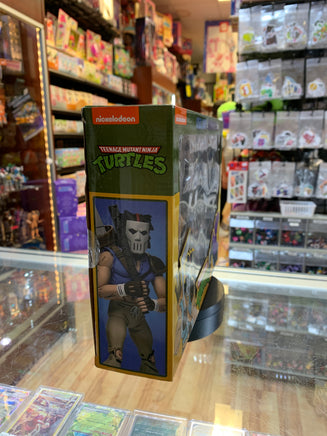 nickelodeon
TEENAGE MUTANT NINJA
TURTLES